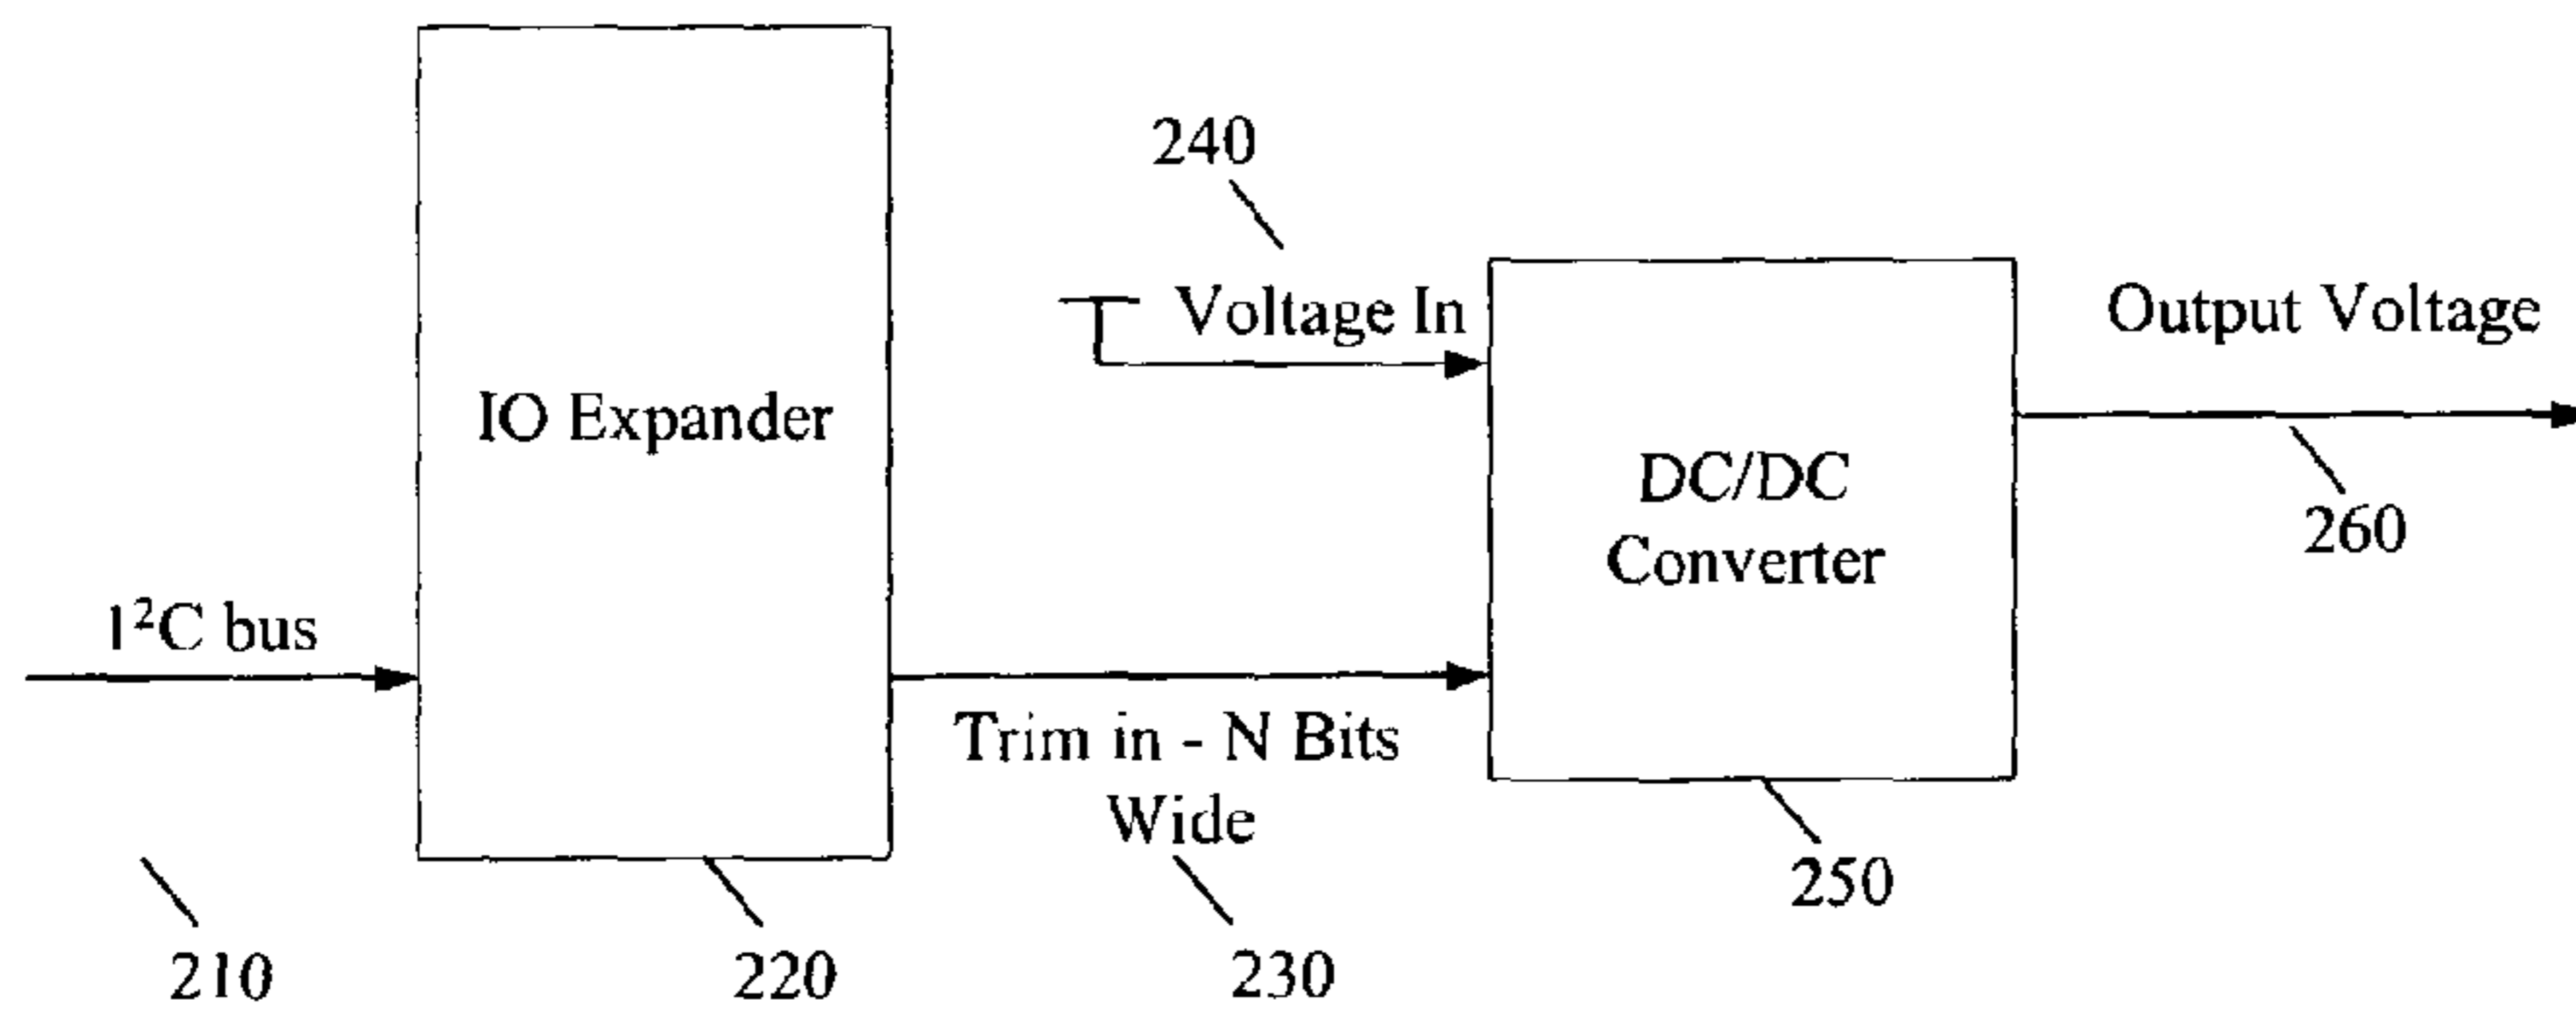 240
Voltage In
Output Voltage
IO Expander
DC/DC
Converter
260
I²C bus
Trim in - N Bits
Wide
250
210
220
230